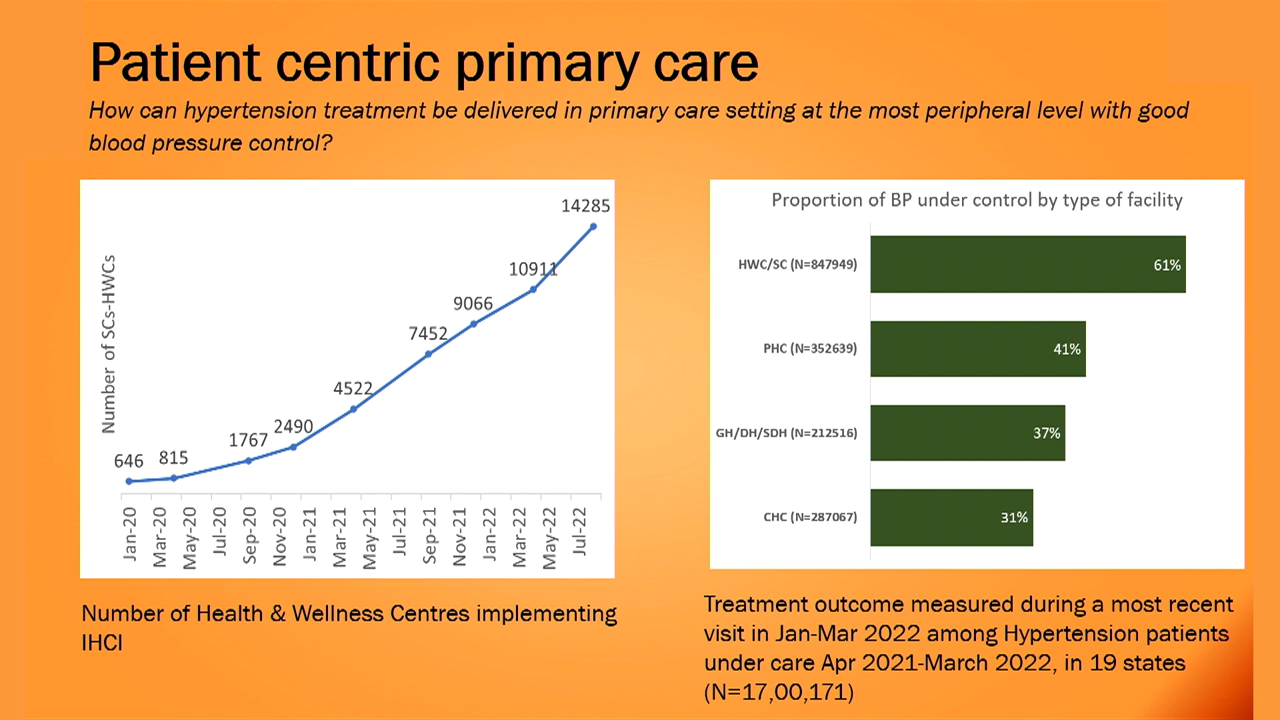 Patient centric primary care
How can hypertension treatment be delivered in primary care setting at the most peripheral level with good
blood pressure control?
Number of SCs-HWCs
646
815
1767
2490
4522
7452
9066
10911
14285
Jan-20
Mar-20
May-20
Jul-20
Sep-20
Nov-20
Jan-21
Mar-21
May-21
Jul-21
Sep-21
Nov-21
Jan-22
Mar-22
May-22
Jul-22
Number of Health & Wellness Centres implementing
IHCI
Proportion of BP under control by type of facility
HWC/SC (N=847949)
61%
PHC (N=352639)
41%
GH/DH/SDH (N=212516)
37%
CHC (N=287067)
31%
Treatment outcome measured during a most recent
visit in Jan-Mar 2022 among Hypertension patients
under care Apr 2021-March 2022, in 19 states
(N=17,00,171)